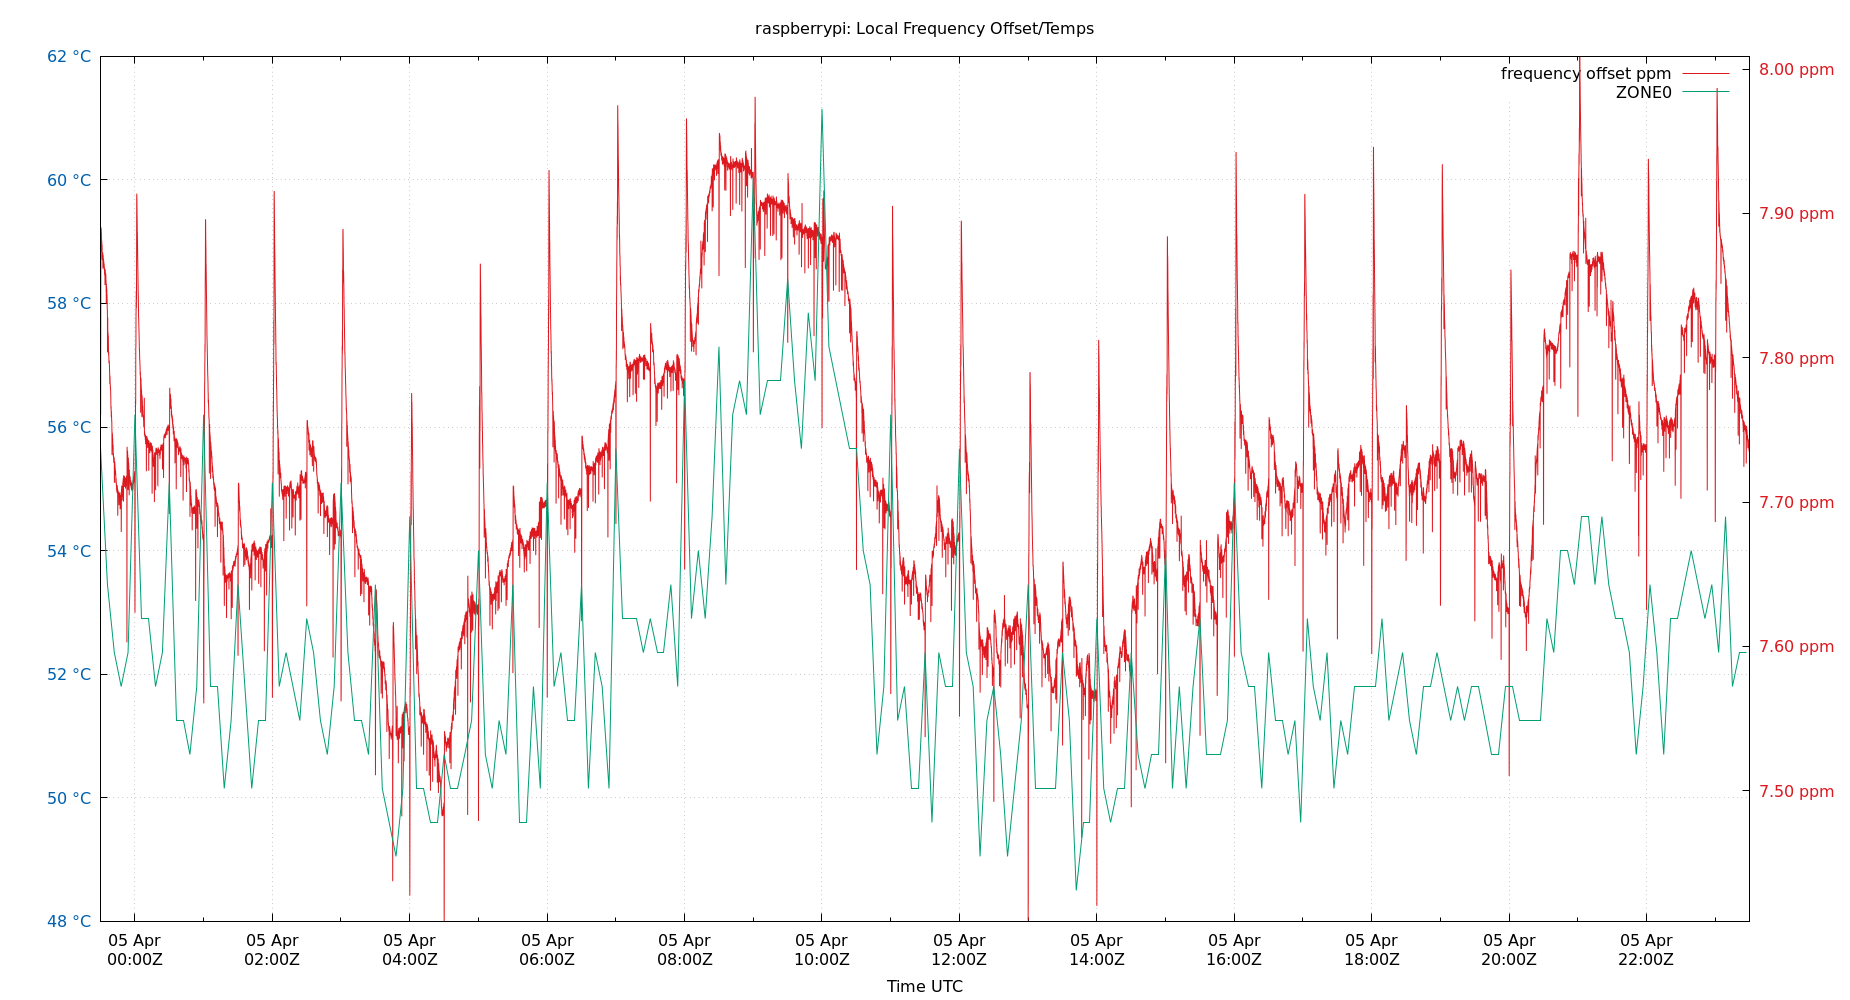 raspberrypi: Local Frequency Offset/Temps
62 °C
60 °C
58 °C
56 °C
54 °C
52 °C
50 °C
48 °C
frequency offset ppm
ZONE0
8.00 ppm
7.90 ppm
7.80 ppm
7.70 ppm
7.60 ppm
7.50 ppm
05 Apr
00:00Z
05 Apr
02:00Z
05 Apr
04:00Z
05 Apr
06:00Z
05 Apr
08:00Z
05 Apr
10:00Z
05 Apr
12:00Z
05 Apr
14:00Z
05 Apr
16:00Z
05 Apr
18:00Z
05 Apr
20:00Z
05 Apr
22:00Z
Time UTC